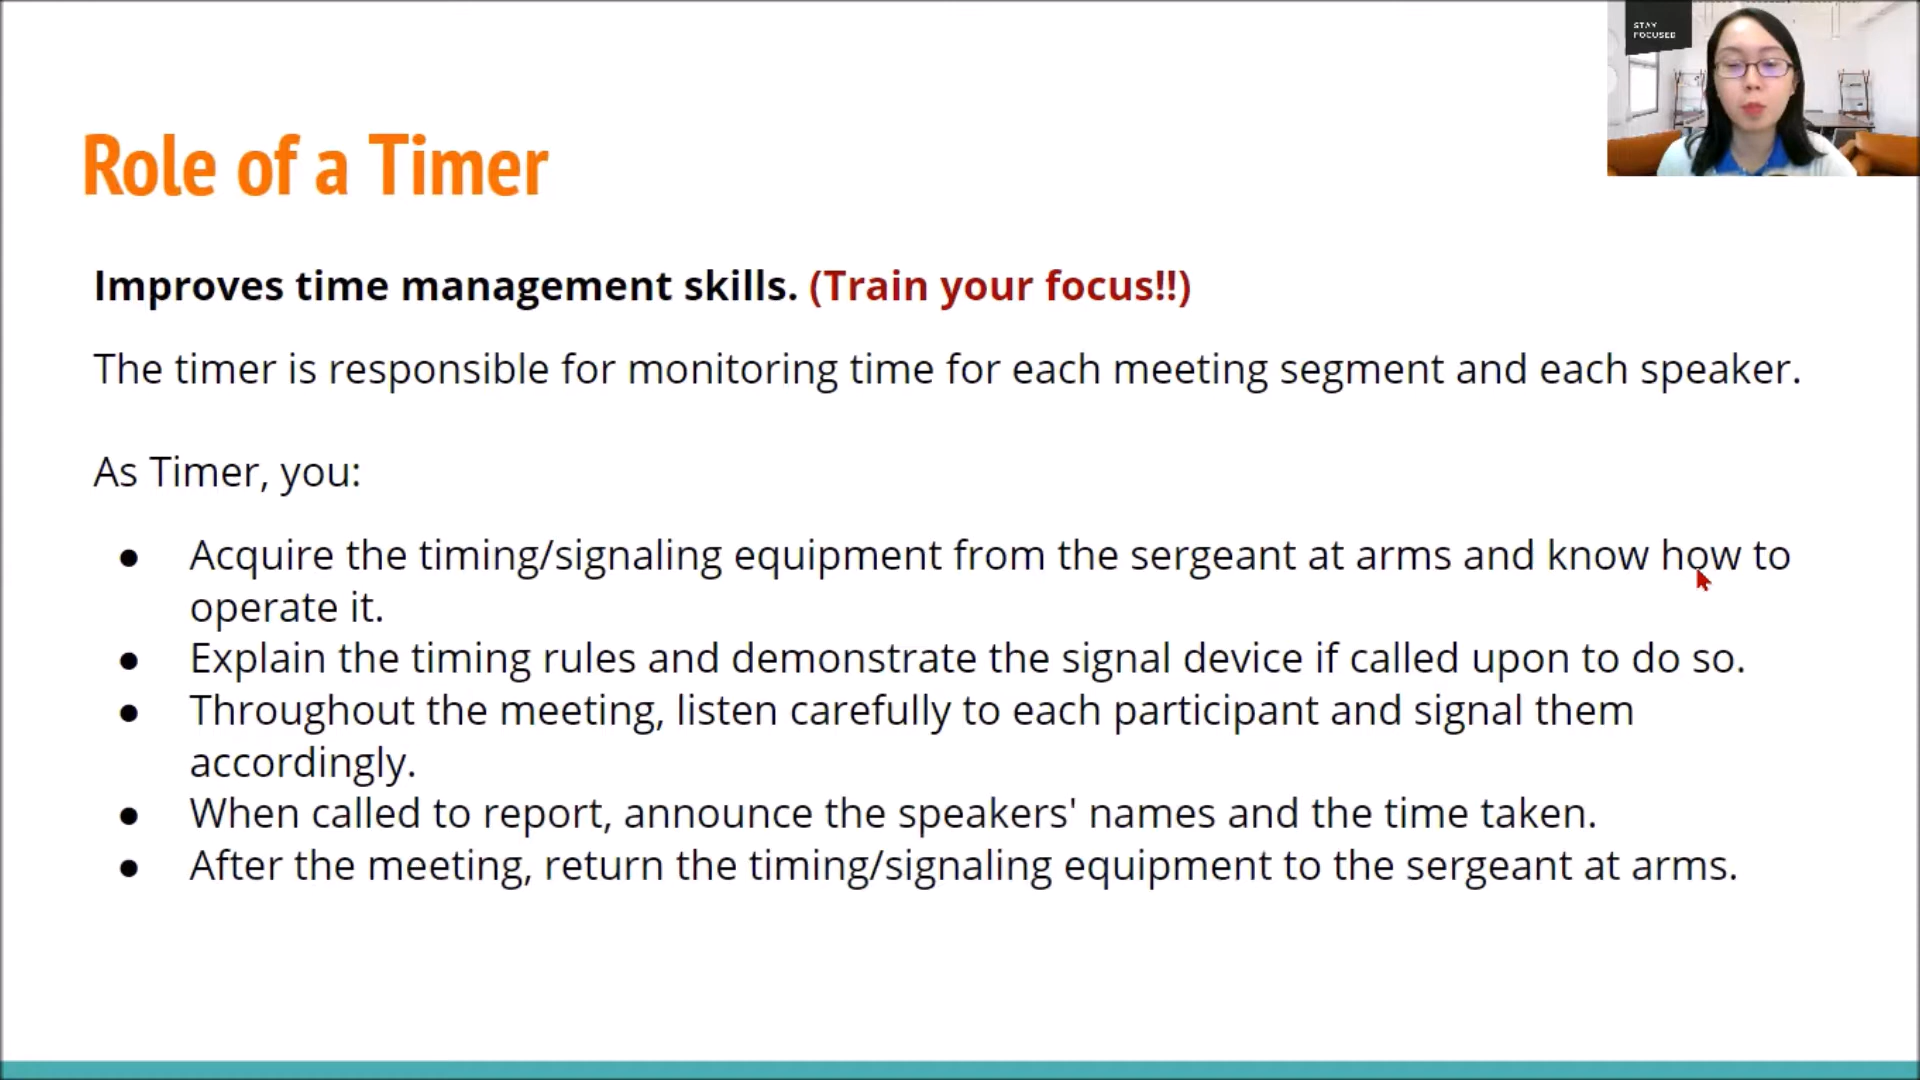 STAY
FOCUSED
Role of a Timer
Improves time management skills. (Train your focus!!)
The timer is responsible for monitoring time for each meeting segment and each speaker.
As Timer, you:
● Acquire the timing/signaling equipment from the sergeant at arms and know how to
operate it.
● Explain the timing rules and demonstrate the signal device if called upon to do so.
● Throughout the meeting, listen carefully to each participant and signal them
accordingly.
● When called to report, announce the speakers' names and the time taken.
● After the meeting, return the timing/signaling equipment to the sergeant at arms.